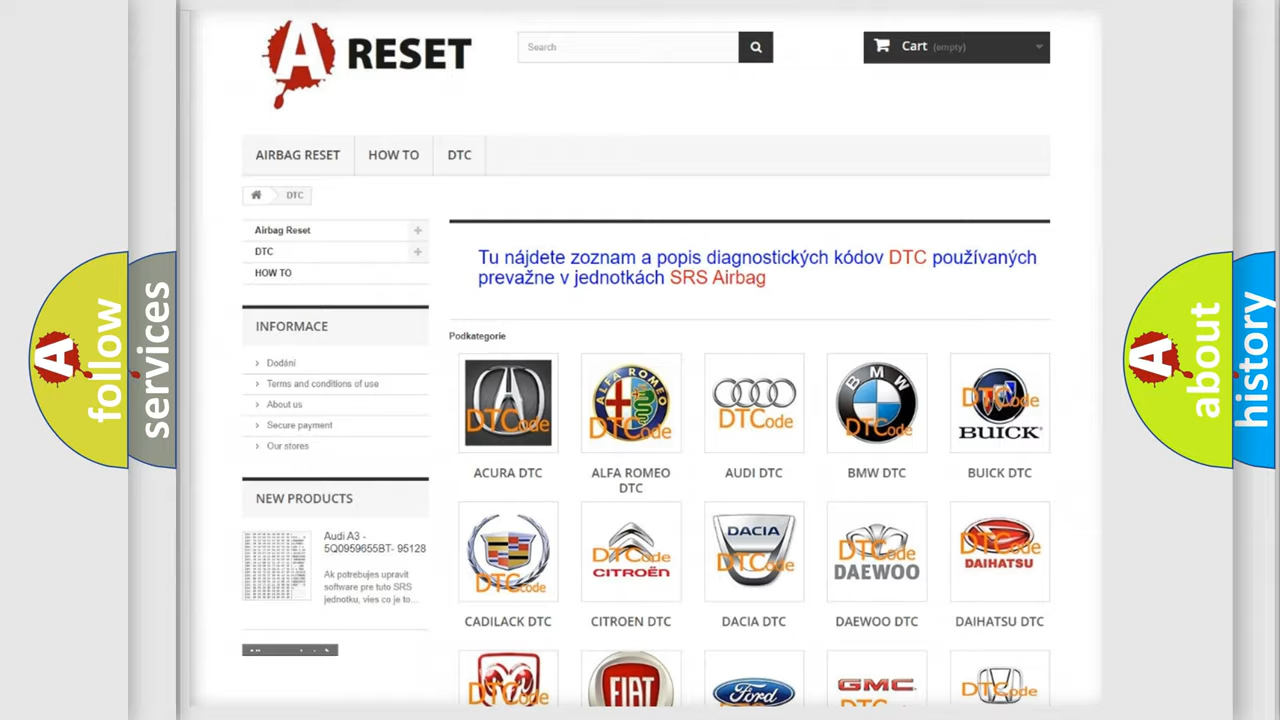 A RESET
Search
Cart (empty)
AIRBAG RESET
HOW TO
DTC
DTC
Airbag Reset
DTC
HOW TO
Tu nájdete zoznam a popis diagnostických kódov DTC používaných
prevažne v jednotkách SRS Airbag
INFORMACE
Dodání
Terms and conditions of use
About us
Secure payment
Our stores
NEW PRODUCTS
Audi A3 -
5Q0959655BT- 95128
Ak potrebujes upravit
software pre tuto SRS
jednotku, vies co je to...
Podkategorie
DTCode
ALFA ROMEO
DTCode
DTCode
BMW
DTCode
DTCode
BUICK
ACURA DTC
ALFA ROMEO
DTC
AUDI DTC
BMW DTC
BUICK DTC
DTCode
DTCode
CITROËN
DACIA
DTCode
DTCode
DAEWOO
DTCode
DAIHATSU
CADILACK DTC
CITROEN DTC
DACIA DTC
DAEWOO DTC
DAIHATSU DTC
DTCode
FIAT
Ford
GMC
DTCode
A follow
services
A about
history